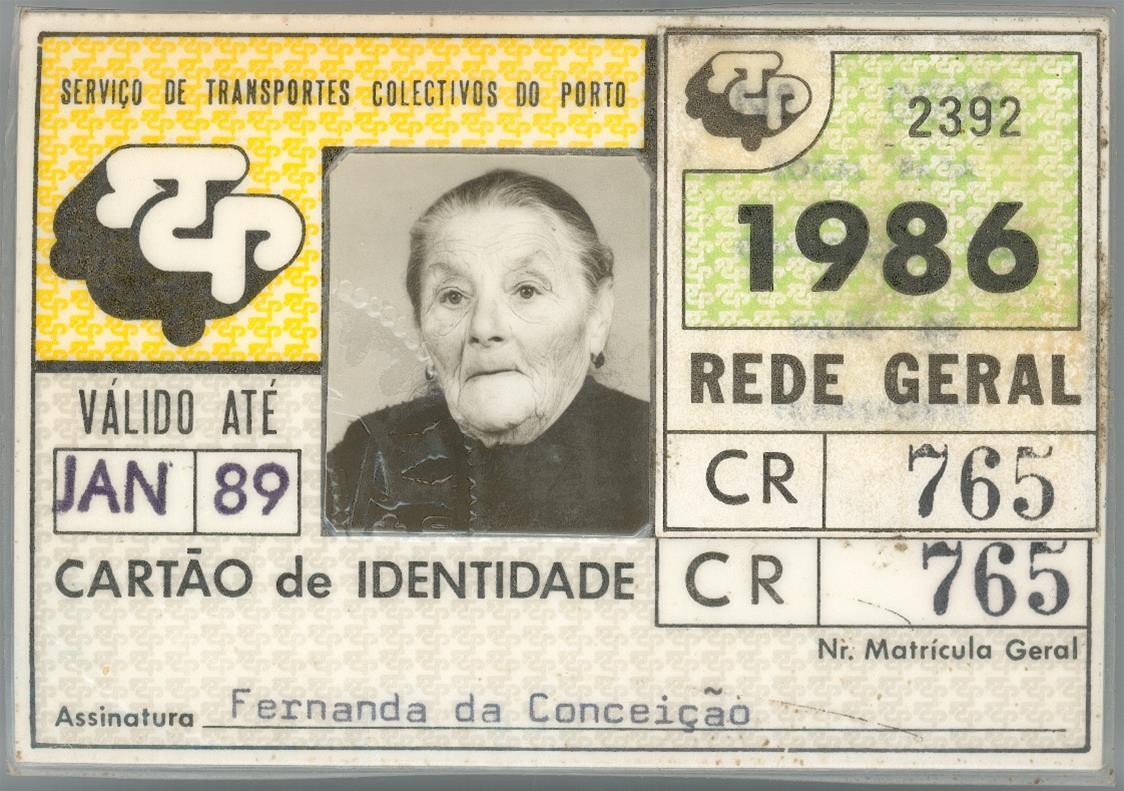 SERVIÇO DE TRANSPORTES COLECTIVOS DO PORTO
STCP
VÁLIDO ATÉ
JAN 89
CARTÃO de IDENTIDADE
Assinatura Fernanda da Conceição
STCP
2392
1986
REDE GERAL
CR 765
CR 765
Nr. Matrícula Geral